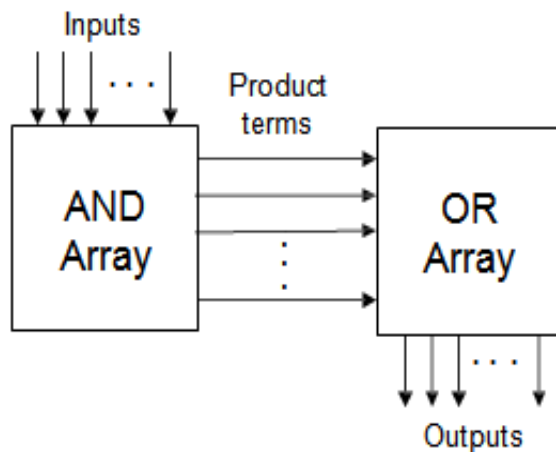 Inputs
Product
terms
AND
Array
OR
Array
Outputs